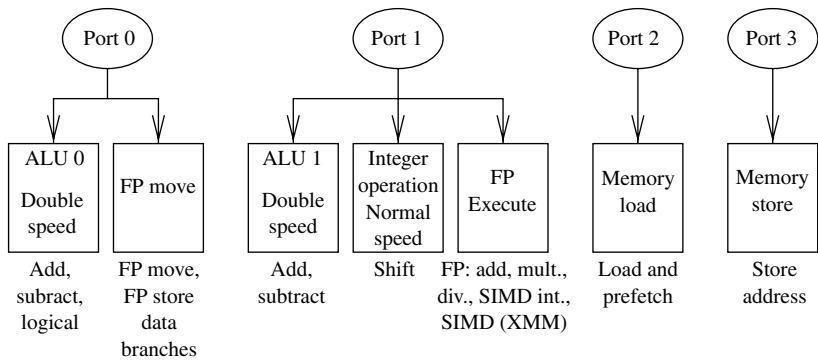 Port 0
Port 1
Port 2
Port 3
ALU 0
Double
speed
FP move
ALU 1
Double
speed
Integer
operation
Normal
speed
FP
Execute
Memory
load
Memory
store
Add,
subract,
logical
FP move,
FP store
data
branches
Add,
subtract
Shift
FP: add, mult.,
div., SIMD int.,
SIMD (XMM)
Load and
prefetch
Store
address